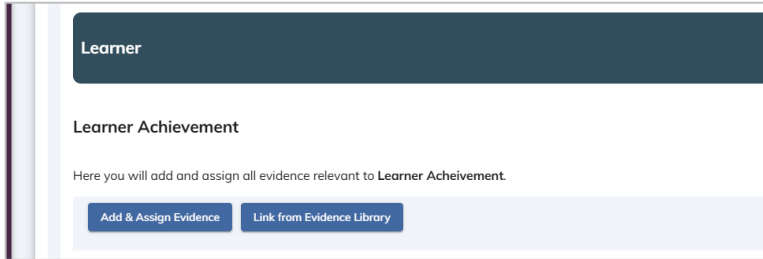 Learner
Learner Achievement
Here you will add and assign all evidence relevant to Learner Acheivement.
Add & Assign Evidence
Link from Evidence Library